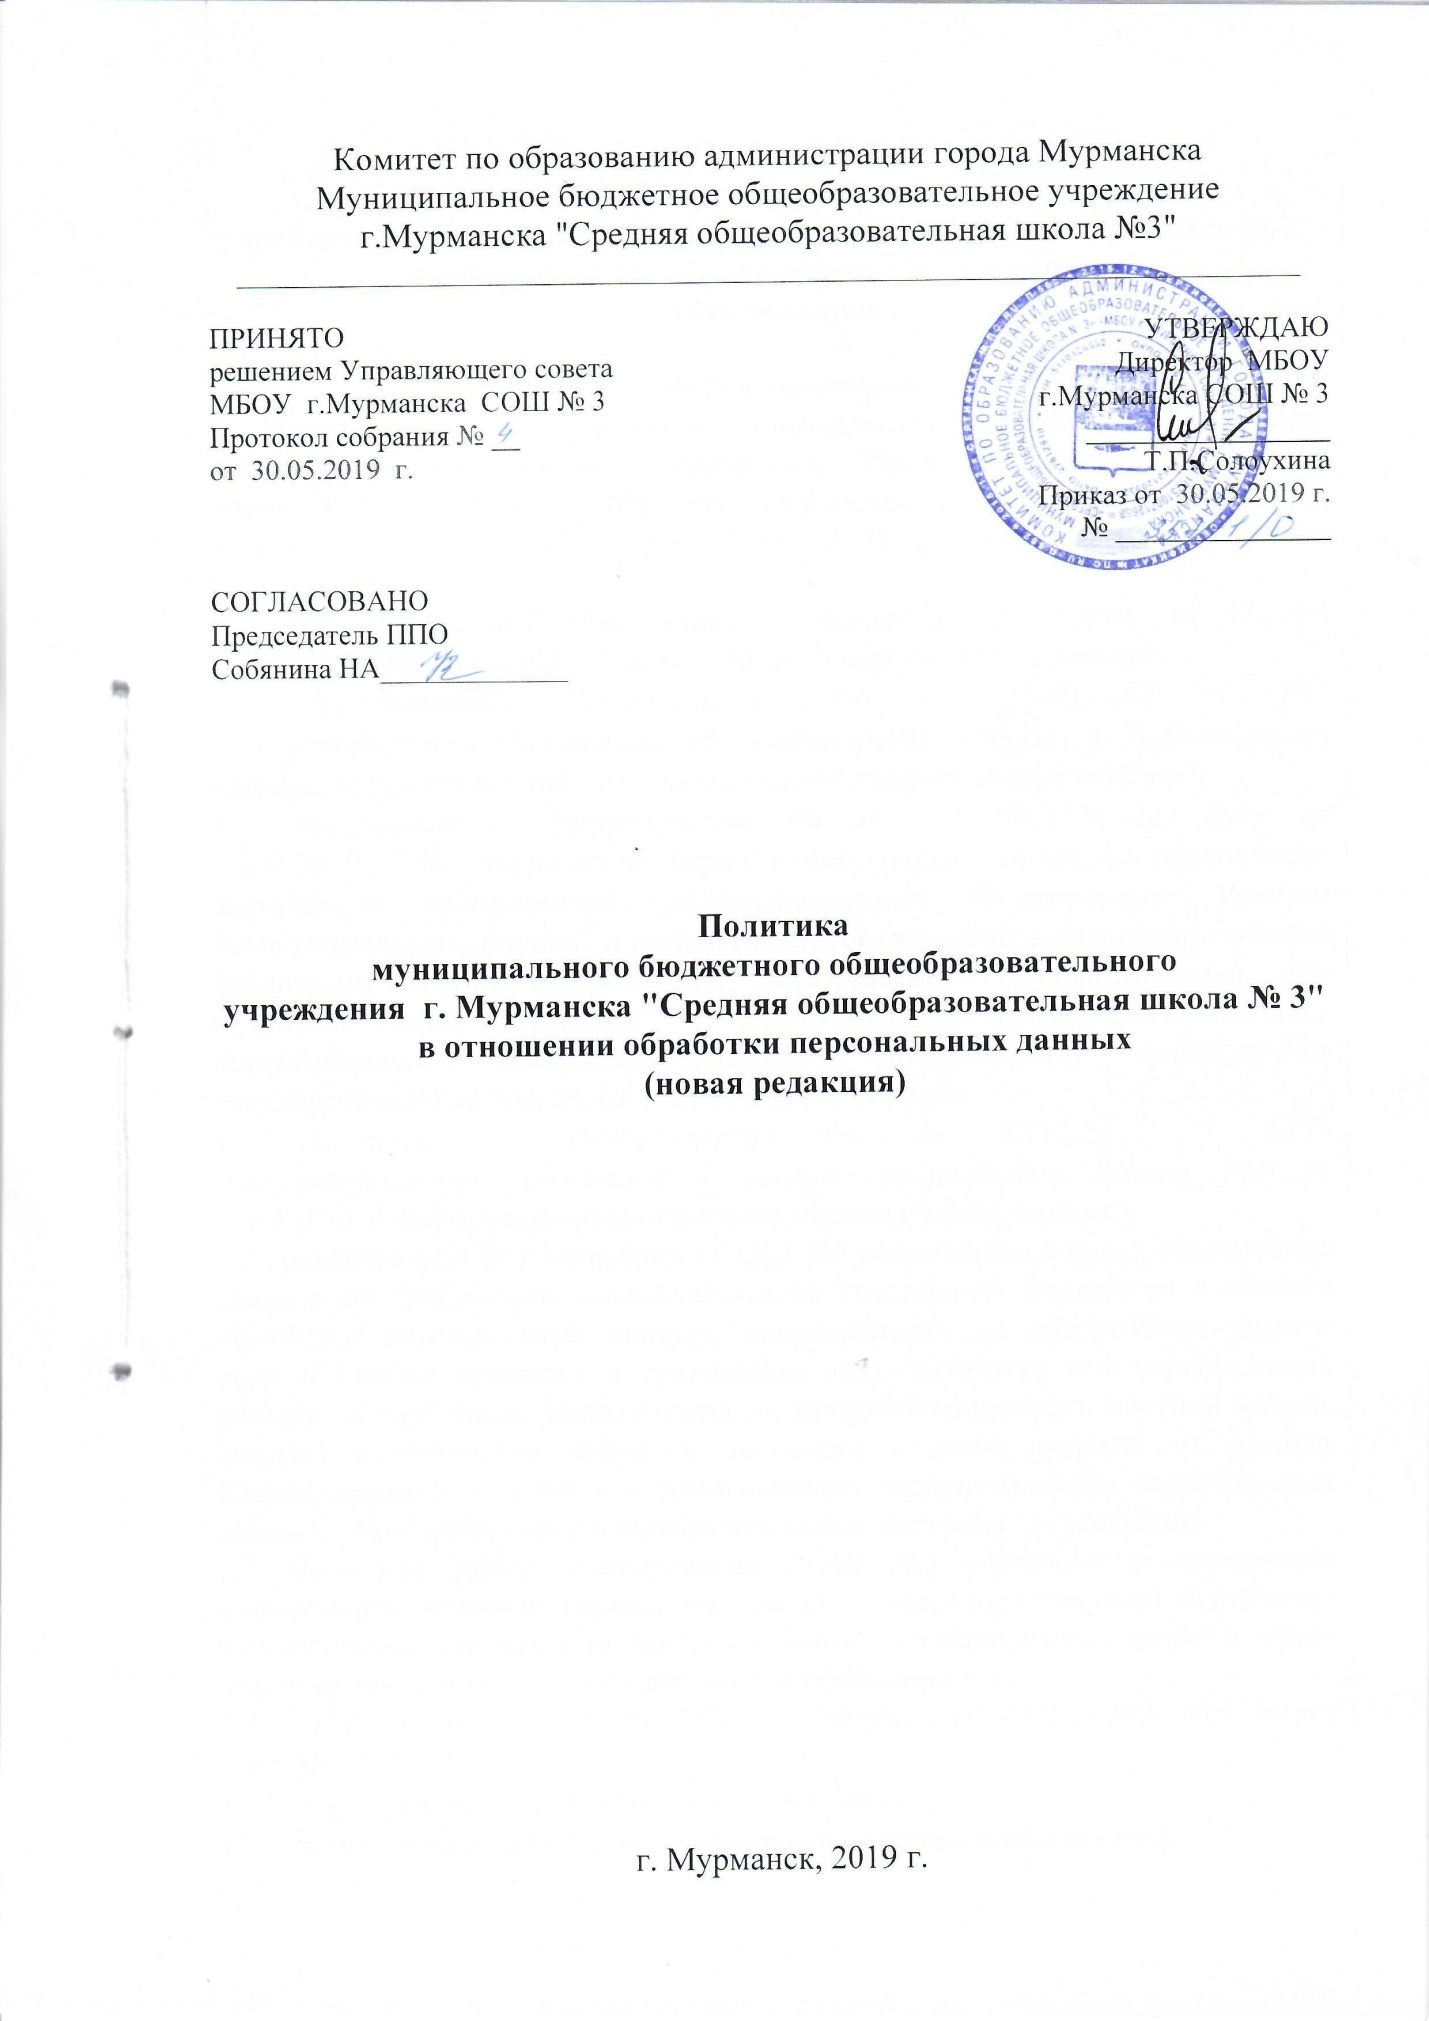 Комитет по образованию администрации города Мурманска
Муниципальное бюджетное общеобразовательное учреждение
г.Мурманска "Средняя общеобразовательная школа №3"
ПРИНЯТО
решением Управляющего совета
МБОУ г.Мурманска СОШ № 3
Протокол собрания № 4
от 30.05.2019 г.
УТВЕРЖДАЮ
Директор МБОУ
г.Мурманска СОШ № 3
Т.П.Солоухина
Приказ от 30.05.2019 г.
№
СОГЛАСОВАНО
Председатель ППО
Собянина НА
Политика
муниципального бюджетного общеобразовательного
учреждения г. Мурманска "Средняя общеобразовательная школа № 3"
в отношении обработки персональных данных
(новая редакция)
г. Мурманск, 2019 г.